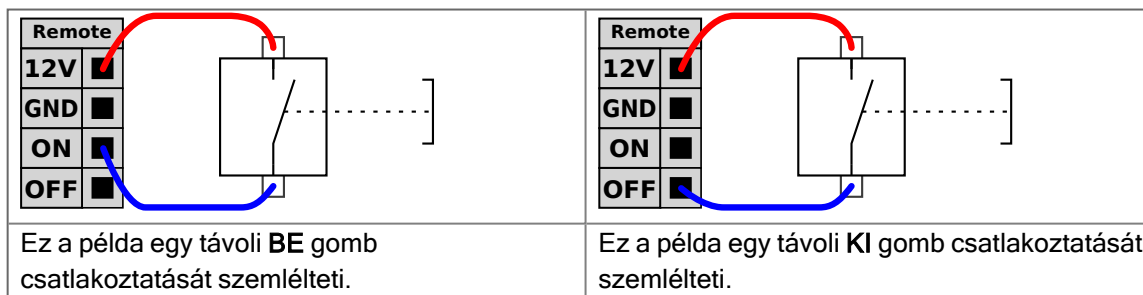 Remote
12V
GND
ON
OFF
Ez a példa egy távoli BE gomb
csatlakoztatását szemlélteti.
Remote
12V
GND
ON
OFF
Ez a példa egy távoli KI gomb csatlakoztatását
szemlélteti.